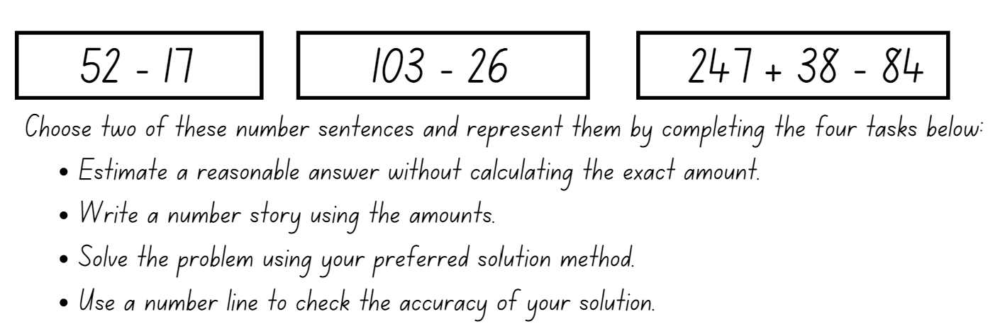 52 - 17
103 - 26
247 + 38 - 84
Choose two of these number sentences and represent them by completing the four tasks below:
• Estimate a reasonable answer without calculating the exact amount.
• Write a number story using the amounts.
• Solve the problem using your preferred solution method.
• Use a number line to check the accuracy of your solution.